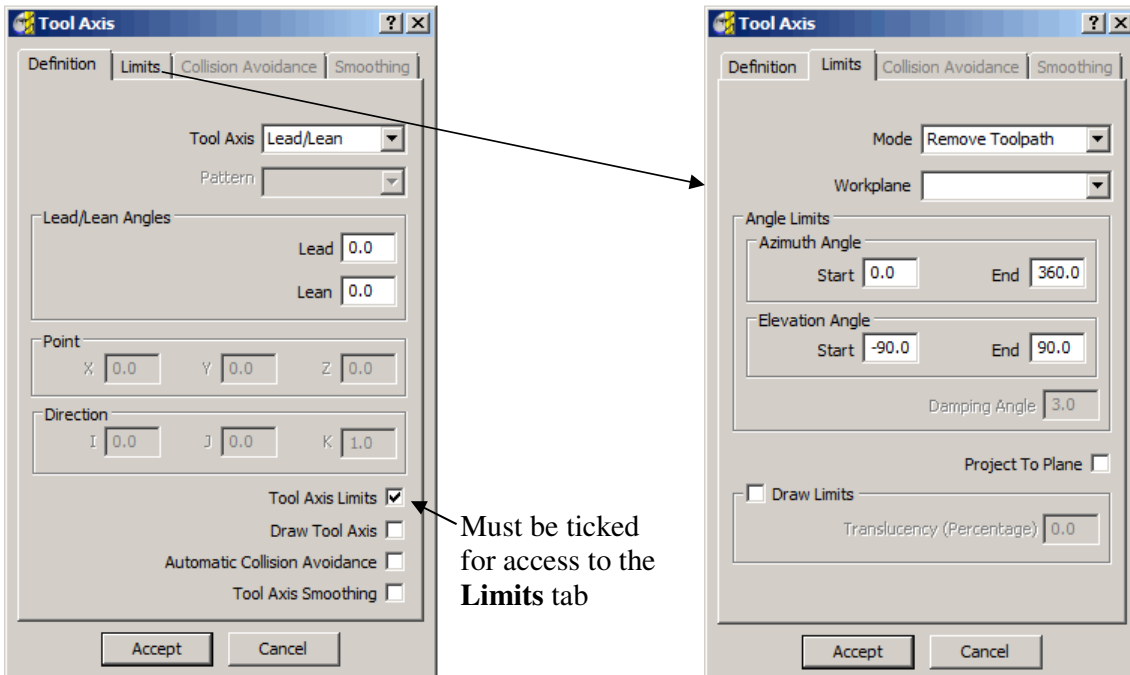 Tool Axis
Definition Limits Collision Avoidance Smoothing
Tool Axis Lead/Lean
Pattern
Lead/Lean Angles
Lead 0.0
Lean 0.0
Point
X 0.0 Y 0.0 Z 0.0
Direction
I 0.0 J 0.0 K 1.0
Tool Axis Limits
Draw Tool Axis
Automatic Collision Avoidance
Tool Axis Smoothing
Accept Cancel
Must be ticked
for access to the
Limits tab
Tool Axis
Definition Limits Collision Avoidance Smoothing
Mode Remove Toolpath
Workplane
Angle Limits
Azimuth Angle
Start 0.0 End 360.0
Elevation Angle
Start -90.0 End 90.0
Damping Angle 3.0
Project To Plane
Draw Limits
Translucency (Percentage) 0.0
Accept Cancel